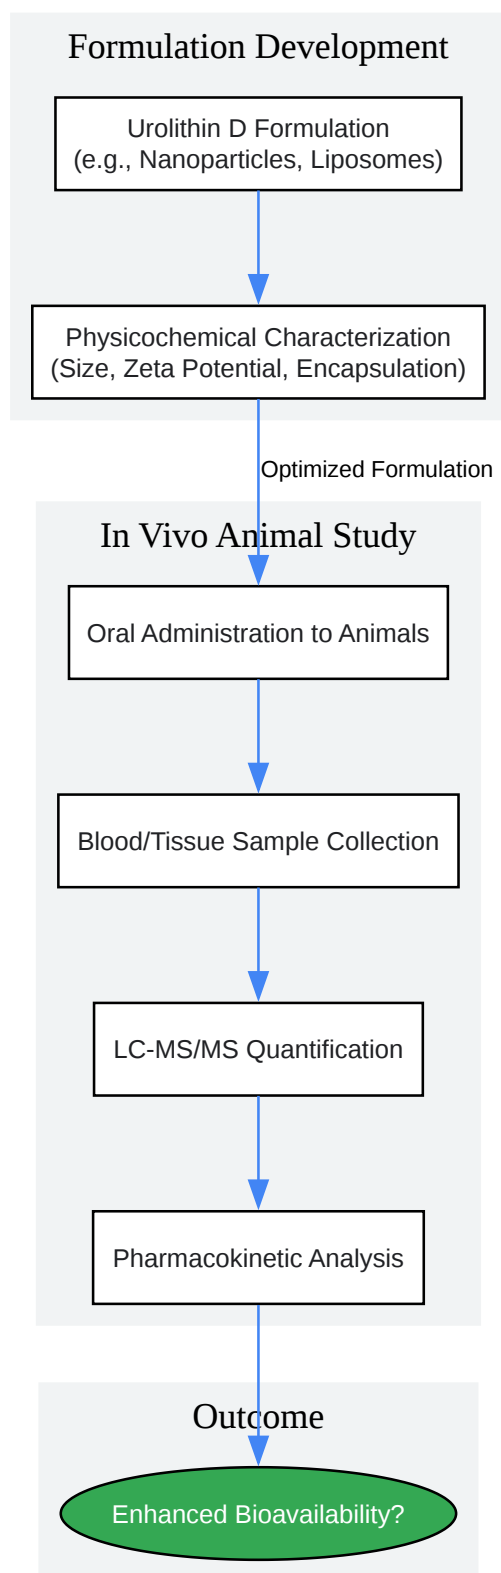 Formulation Development
Urolithin D Formulation
(e.g., Nanoparticles, Liposomes)
Physicochemical Characterization
(Size, Zeta Potential, Encapsulation)
Optimized Formulation
In Vivo Animal Study
Oral Administration to Animals
Blood/Tissue Sample Collection
LC-MS/MS Quantification
Pharmacokinetic Analysis
Outcome
Enhanced Bioavailability?